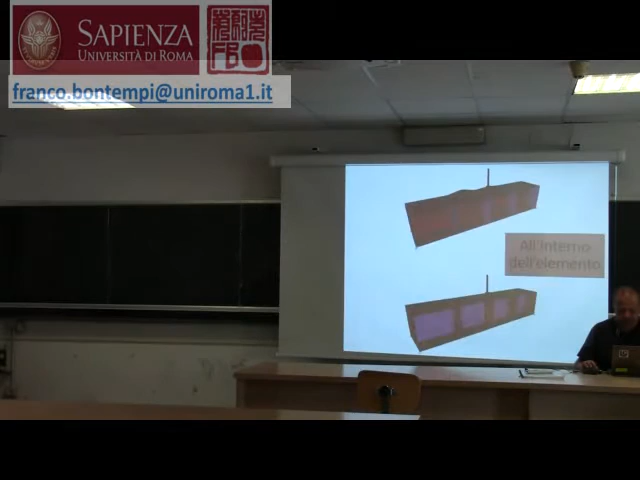 SAPIENZA
UNIVERSITÀ DI ROMA
franco.bontempi@uniroma1.it
All'interno
dell'elemento